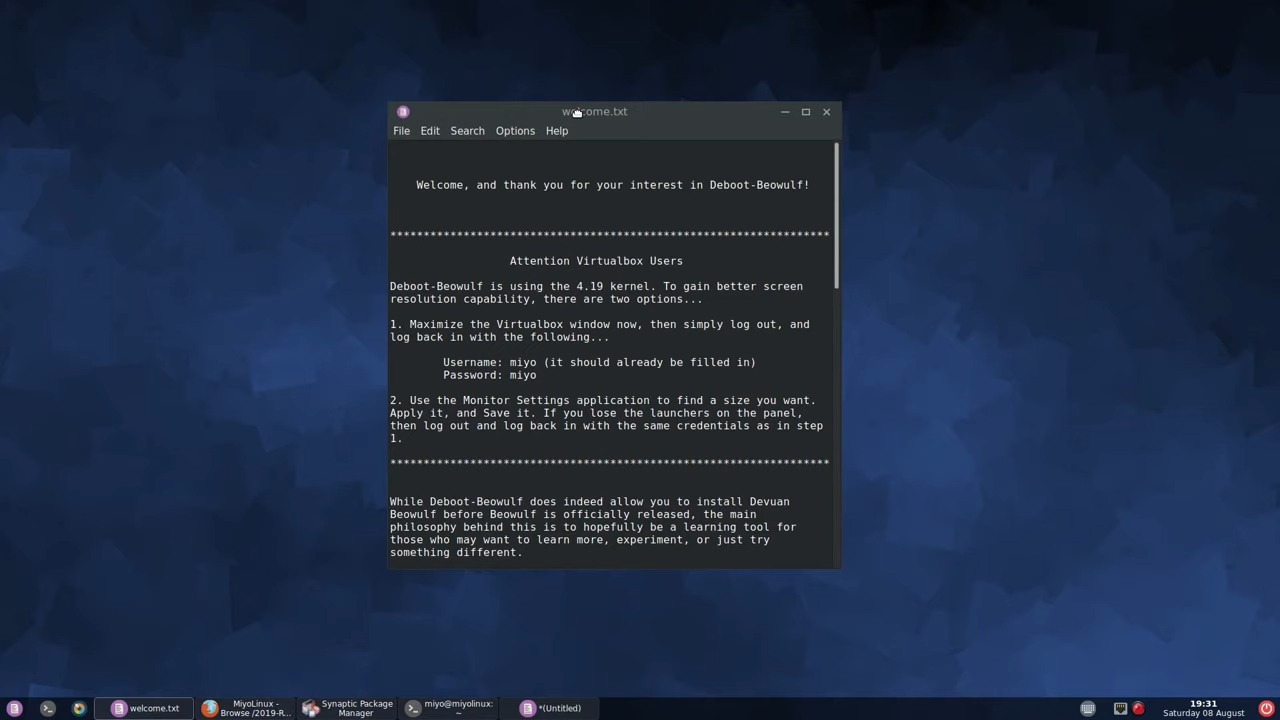 welcome.txt
File Edit Search Options Help
Welcome, and thank you for your interest in Deboot-Beowulf!
******************************************************************
Attention Virtualbox Users
Deboot-Beowulf is using the 4.19 kernel. To gain better screen
resolution capability, there are two options...
1. Maximize the Virtualbox window now, then simply log out, and
log back in with the following...
Username: miyo (it should already be filled in)
Password: miyo
2. Use the Monitor Settings application to find a size you want.
Apply it, and Save it. If you lose the launchers on the panel,
then log out and log back in with the same credentials as in step
1.
******************************************************************
While Deboot-Beowulf does indeed allow you to install Devuan
Beowulf before Beowulf is officially released, the main
philosophy behind this is to hopefully be a learning tool for
those who may want to learn more, experiment, or just try
something different.
welcome.txt
MiyoLinux -
Browse /2019-R...
Synaptic Package
Manager
miyo@miyolinux:
~
*(Untitled)
19:31
Saturday 08 August